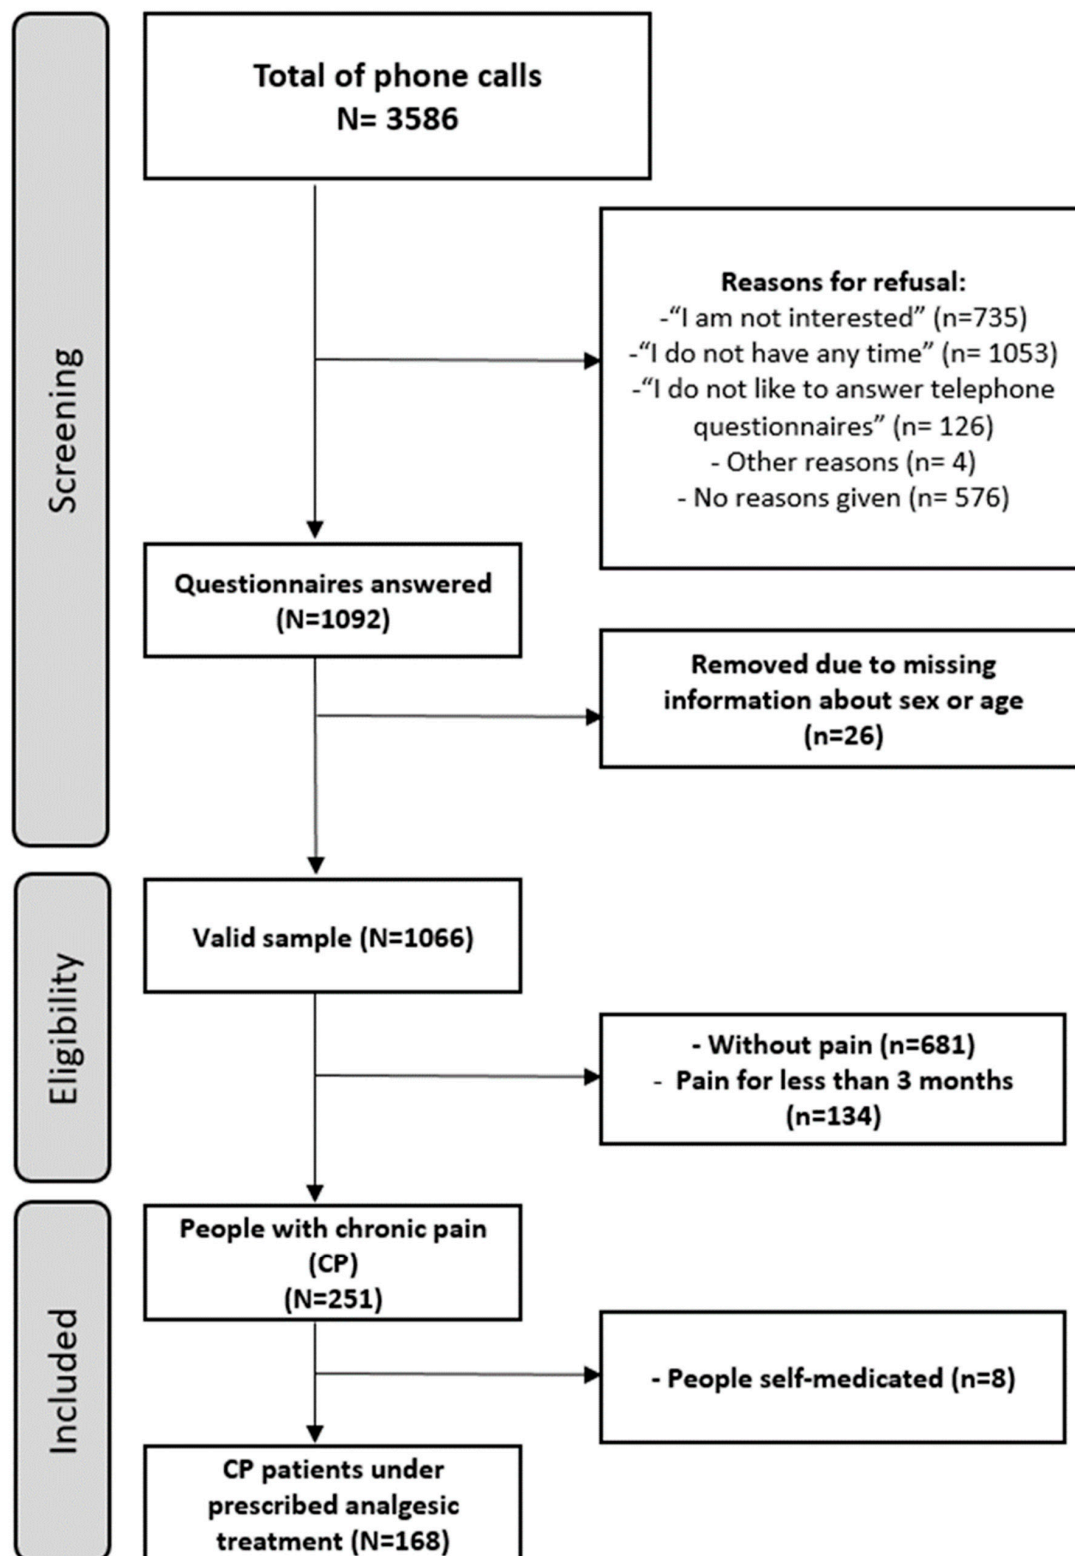 Screening
Total of phone calls
N= 3586
Reasons for refusal:
-“I am not interested” (n=735)
-“I do not have any time” (n= 1053)
-“I do not like to answer telephone
questionnaires” (n= 126)
- Other reasons (n= 4)
- No reasons given (n= 576)
Questionnaires answered
(N=1092)
Removed due to missing
information about sex or age
(n=26)
Eligibility
Valid sample (N=1066)
- Without pain (n=681)
- Pain for less than 3 months
(n=134)
Included
People with chronic pain
(CP)
(N=251)
- People self-medicated (n=8)
CP patients under
prescribed analgesic
treatment (N=168)